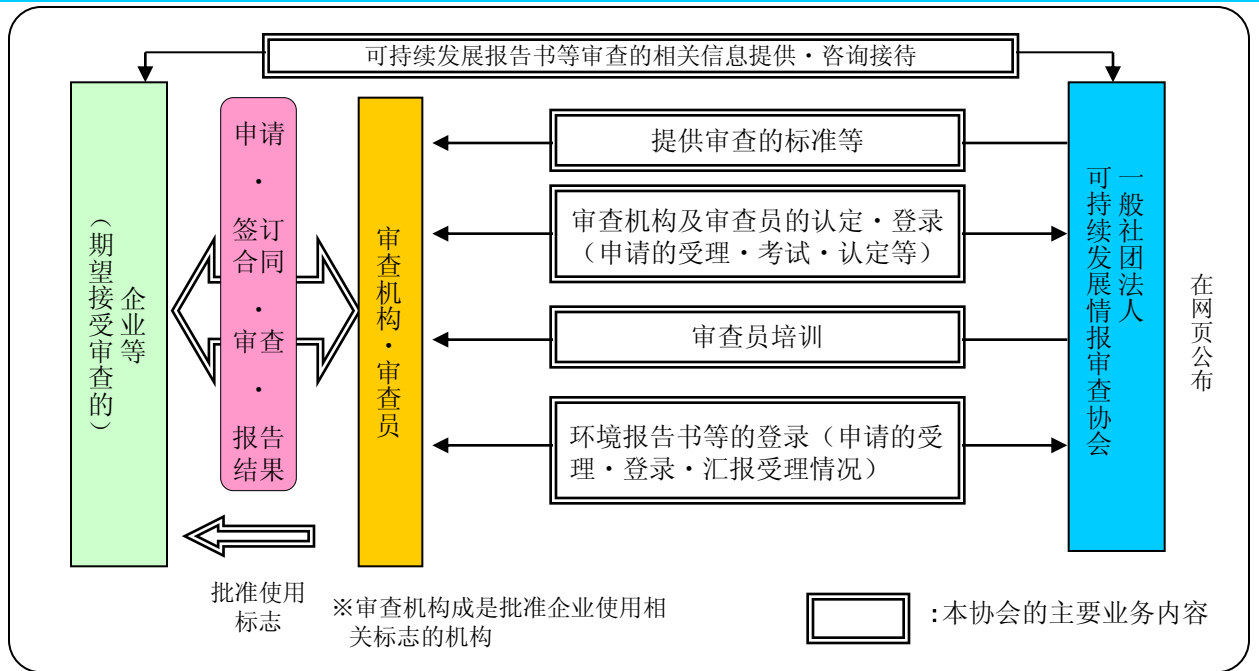 可持续发展报告书等审查的相关信息提供・咨询接待
企业等
（期望接受审查的）
申请
・
签订
合同
・
审查
・
报告
结果
审查机构・审查员
提供审查的标准等
审查机构及审查员的认定・登录
（申请的受理・考试・认定等）
审查员培训
环境报告书等的登录（申请的受
理・登录・汇报受理情况）
一般社团法人
可持续发展情报审查协会
在网页公布
批准使用
标志
※审查机构成是批准企业使用相
关标志的机构
:本协会的主要业务内容